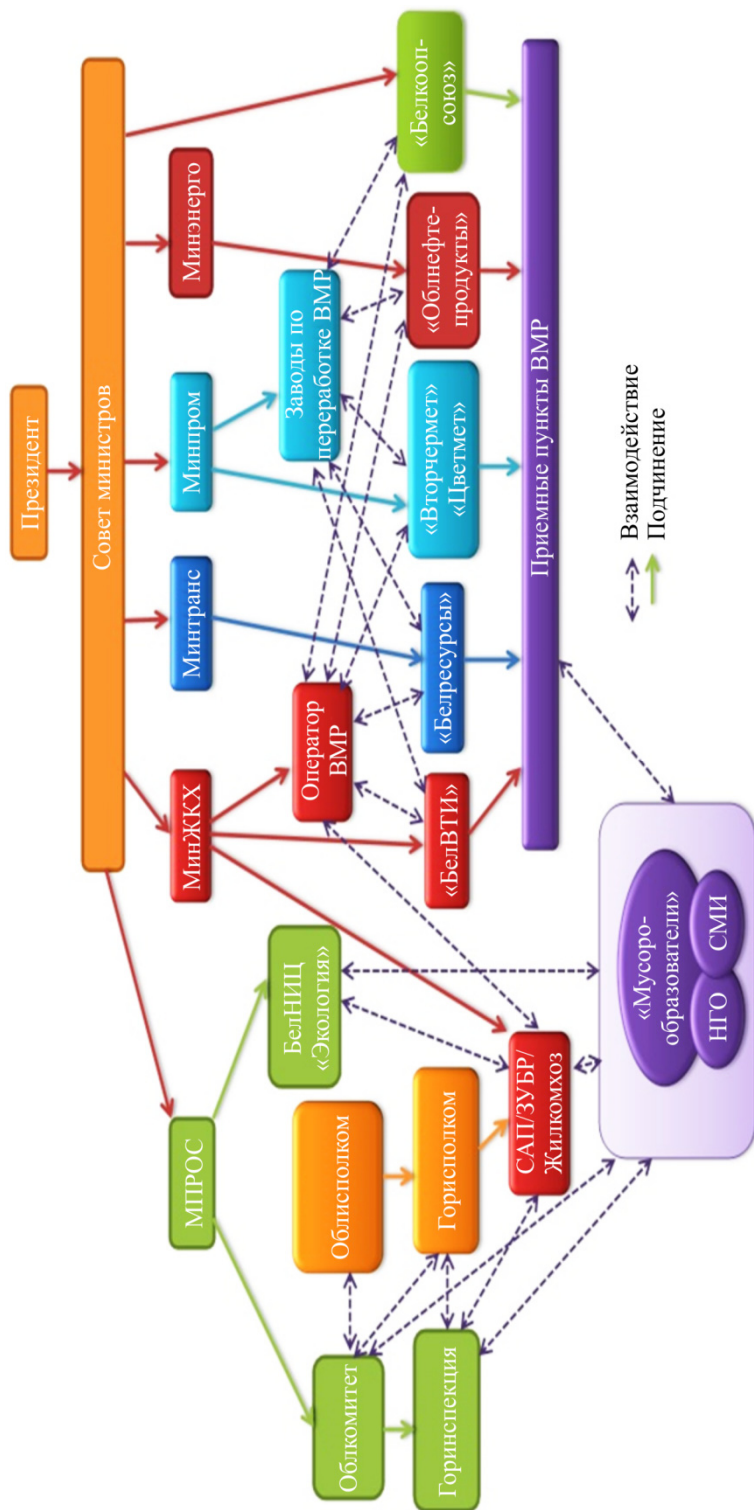 Президент
Совет министров
МПРОС
МинЖКХ
Минтранс
Минпром
Минэнерго
Облкомитет
Облисполком
БелНИЦ
«Экология»
Оператор
ВМР
Заводы по
переработке ВМР
Горинспекция
Горисполком
«БелВТИ»
«Белресурсы»
«Вторчермет»
«Цветмет»
«Облнефте-
продукты»
«Белкооп-
союз»
САП/ЗУБР/
Жилкомхоз
Приемные пункты ВМР
«Мусоро-
образователи»
НГО
СМИ
Взаимодействие
Подчинение